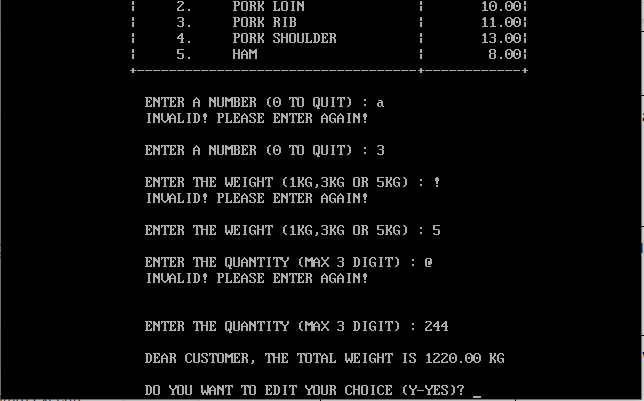 ¦ 2. PORK LOIN ¦ 10.00¦
¦ 3. PORK RIB ¦ 11.00¦
¦ 4. PORK SHOULDER ¦ 13.00¦
¦ 5. HAM ¦ 8.00¦
+-----------------------------------+------------+
ENTER A NUMBER (0 TO QUIT) : a
INVALID! PLEASE ENTER AGAIN!
ENTER A NUMBER (0 TO QUIT) : 3
ENTER THE WEIGHT (1KG,3KG OR 5KG) : !
INVALID! PLEASE ENTER AGAIN!
ENTER THE WEIGHT (1KG,3KG OR 5KG) : 5
ENTER THE QUANTITY (MAX 3 DIGIT) : @
INVALID! PLEASE ENTER AGAIN!
ENTER THE QUANTITY (MAX 3 DIGIT) : 244
DEAR CUSTOMER, THE TOTAL WEIGHT IS 1220.00 KG
DO YOU WANT TO EDIT YOUR CHOICE (Y-YES)? _